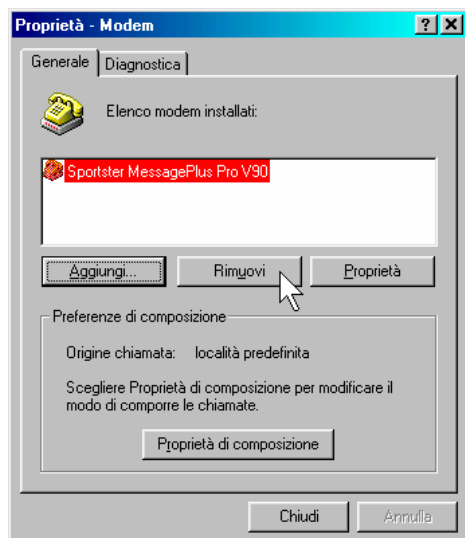 Proprietà - Modem
Generale
Diagnostica
Elenco modem installati:
Sportster MessagePlus Pro V90
Aggiungi... Rimuovi Proprietà
Preferenze di composizione
Origine chiamata: località predefinita
Scegliere Proprietà di composizione per modificare il
modo di comporre le chiamate.
Proprietà di composizione
Chiudi Annulla